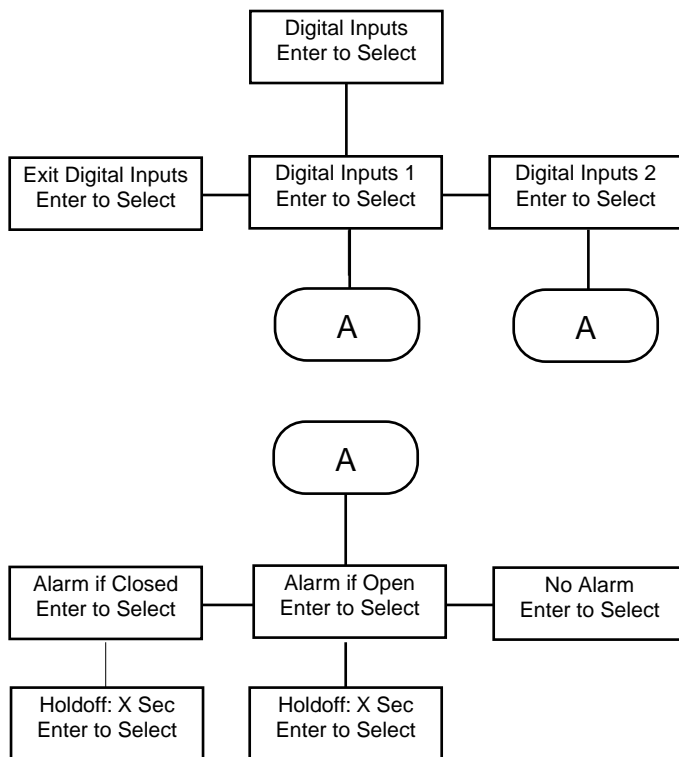 Digital Inputs
Enter to Select
Exit Digital Inputs
Enter to Select
Digital Inputs 1
Enter to Select
Digital Inputs 2
Enter to Select
A
A
A
Alarm if Closed
Enter to Select
Alarm if Open
Enter to Select
No Alarm
Enter to Select
Holdoff: X Sec
Enter to Select
Holdoff: X Sec
Enter to Select